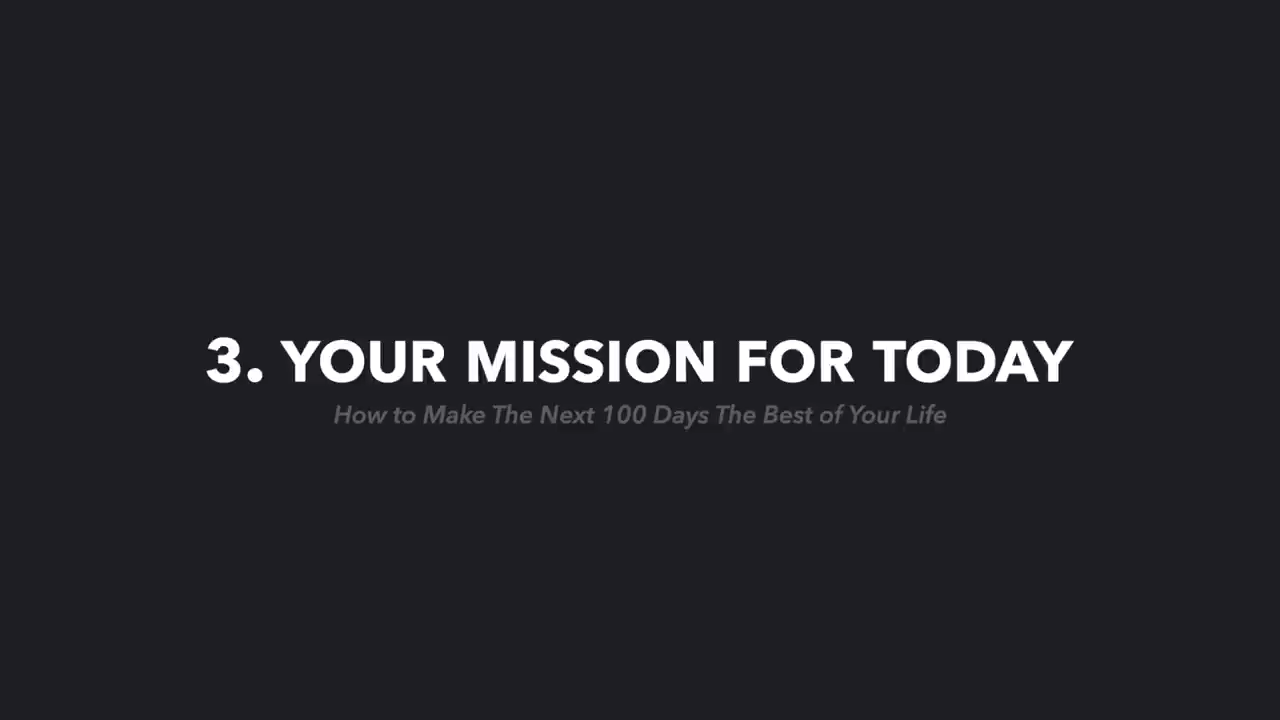 3. YOUR MISSION FOR TODAY
How to Make The Next 100 Days The Best of Your Life